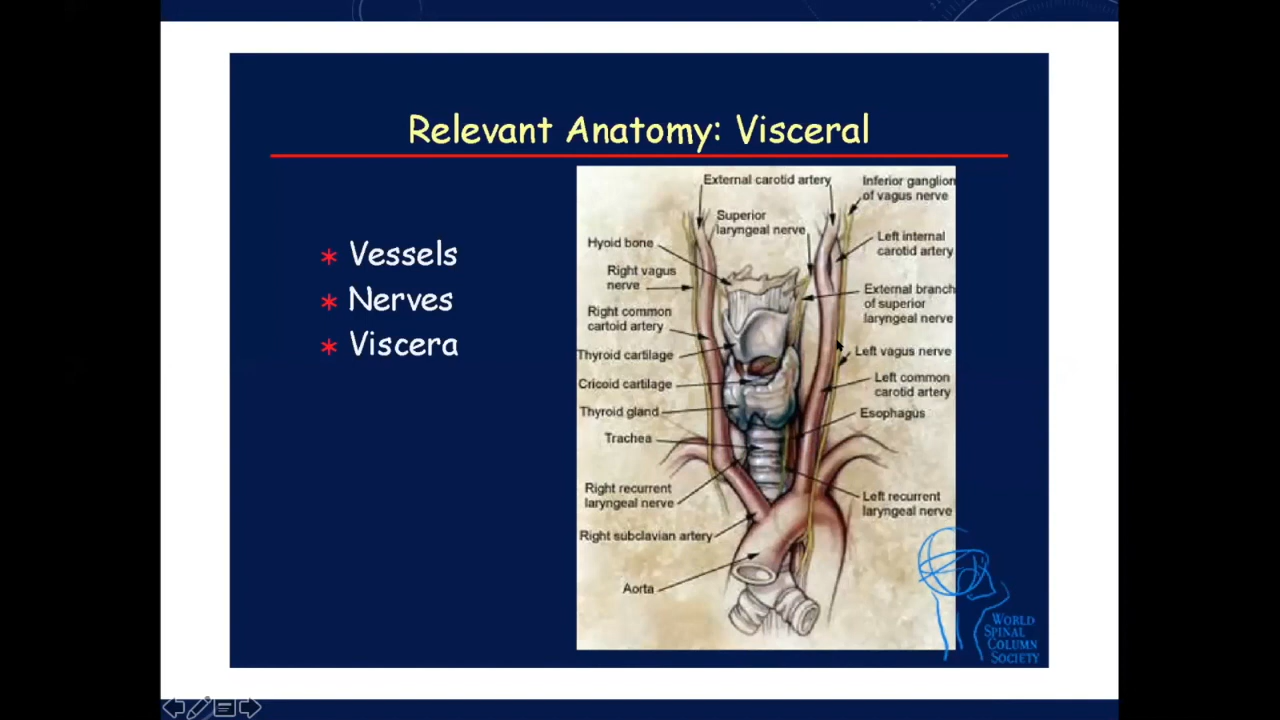 Relevant Anatomy: Visceral
* Vessels
* Nerves
* Viscera
External carotid artery
Superior
laryngeal nerve
Hyoid bone
Right vagus
nerve
Right common
cartoid artery
Thyroid cartilage
Cricoid cartilage
Thyroid gland
Trachea
Right recurrent
laryngeal nerve
Right subclavian artery
Aorta
Inferior ganglion
of vagus nerve
Left internal
carotid artery
External branch
of superior
laryngeal nerve
Left vagus nerve
Left common
carotid artery
Esophagus
Left recurrent
laryngeal nerve
WORLD
SPINAL
COLUMN
SOCIETY